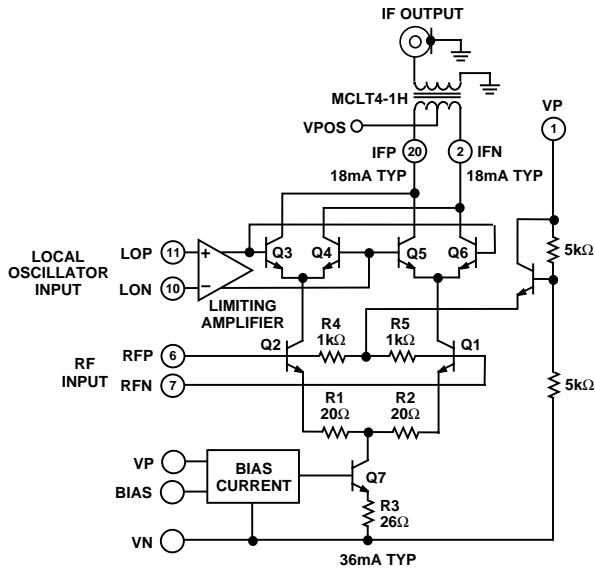 IF OUTPUT
MCLT4-1H
VP
1
VPOS
IFP 20 2 IFN
18mA TYP 18mA TYP
LOCAL
OSCILLATOR
INPUT
LOP 11 +
LON 10 –
Q3 Q4 Q5 Q6
5kΩ
LIMITING
AMPLIFIER
R4
1kΩ
R5
1kΩ
Q2 Q1
RF
INPUT
RFP 6
RFN 7
R1
20Ω
R2
20Ω
5kΩ
VP
BIAS
BIAS
CURRENT
Q7
R3
26Ω
VN
36mA TYP